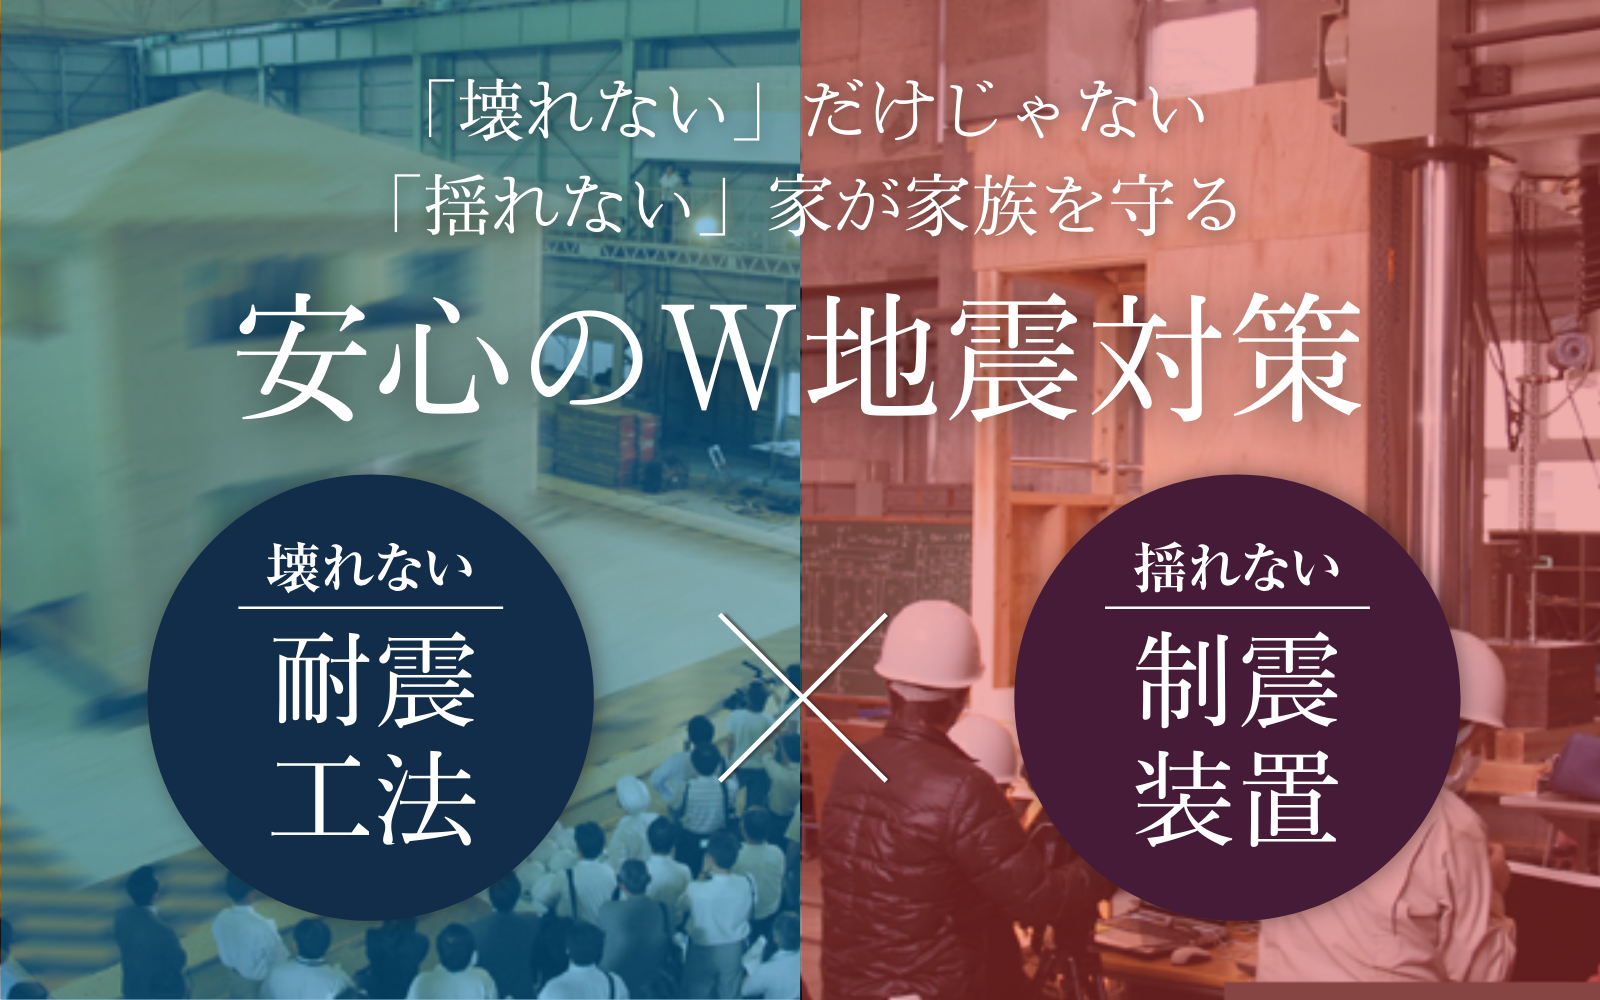 「壊れない」だけじゃない
「揺れない」家が家族を守る
安心のW地震対策
壊れない
耐震
工法
×
揺れない
制震
装置